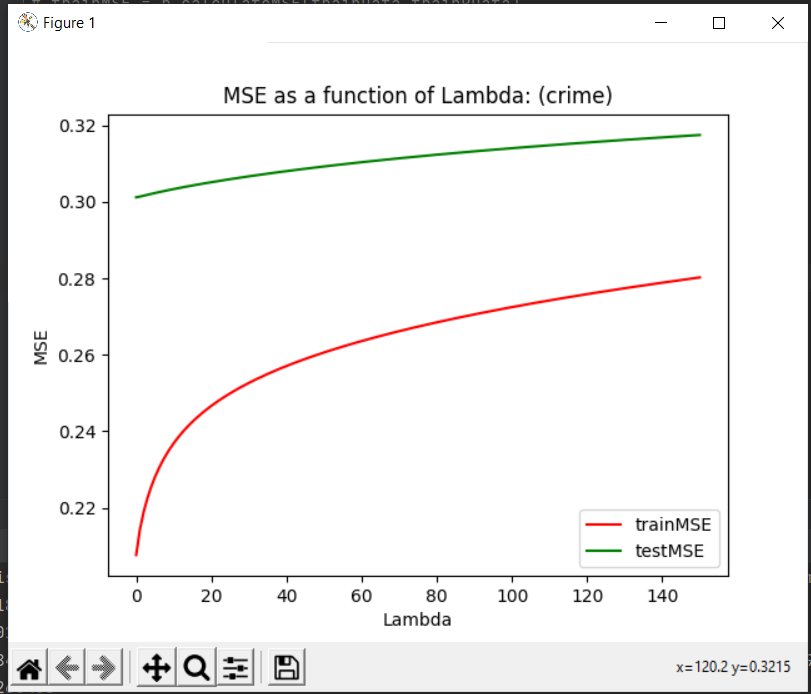 Figure 1
MSE as a function of Lambda: (crime)
0.32
0.30
0.28
0.26
0.24
0.22
MSE
trainMSE
testMSE
0 20 40 60 80 100 120 140
Lambda
x=120.2 y=0.3215